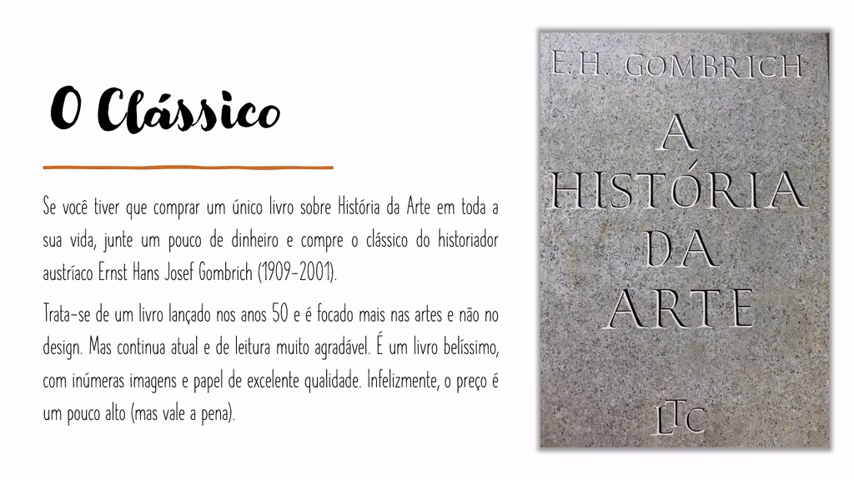 O Clássico
Se você tiver que comprar um único livro sobre História da Arte em toda a
sua vida, junte um pouco de dinheiro e compre o clássico do historiador
austríaco Ernst Hans Josef Gombrich (1909-2001).
Trata-se de um livro lançado nos anos 50 e é focado mais nas artes e não no
design. Mas continua atual e de leitura muito agradável. É um livro belíssimo,
com inúmeras imagens e papel de excelente qualidade. Infelizmente, o preço é
um pouco alto (mas vale a pena).
E.H. GOMBRICH
A
HISTÓRIA
DA
ARTE
LTC